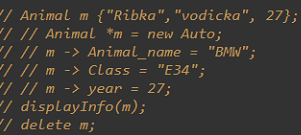 // Animal m {"Ribka","vodicka", 27};
// // Animal *m = new Auto;
// // m -> Animal_name = "BMW";
// // m -> Class = "E34";
// // m -> year = 27;
// displayInfo(m);
// delete m;